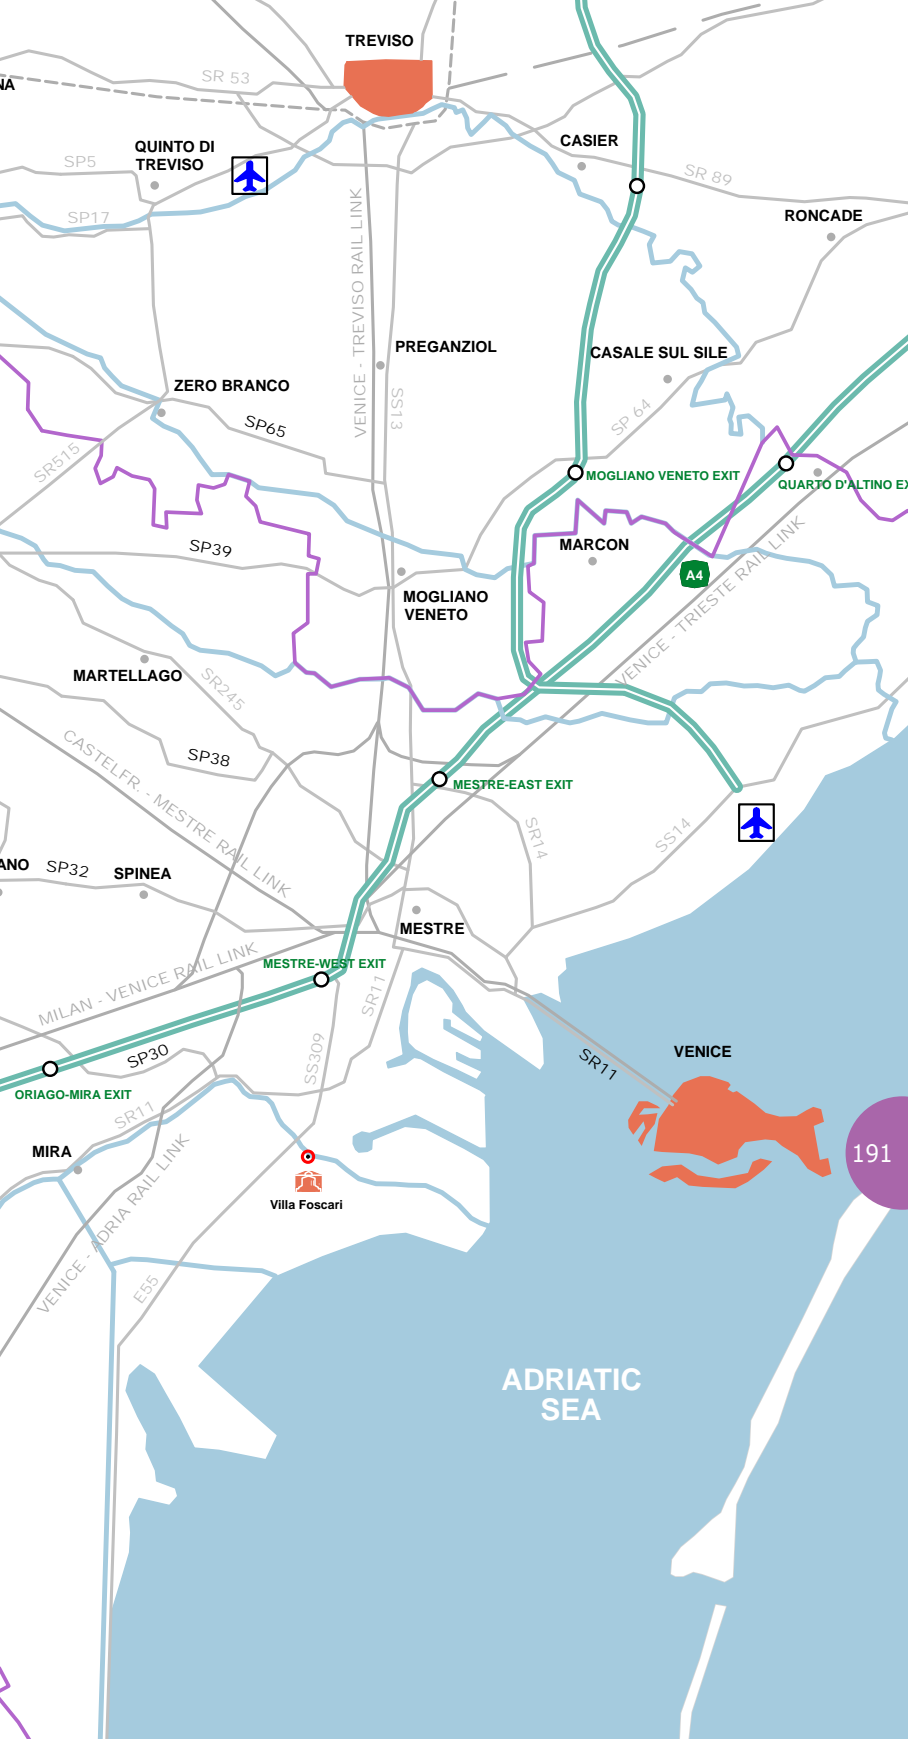 TREVISO
SR 53
NA
QUINTO DI
TREVISO
CASIER
SP5
SR 89
SP17
RONCADE
VENICE - TREVISO RAIL LINK
PREGANZIOL
CASALE SUL SILE
ZERO BRANCO
SS13
SP65
SP 64
SR515
MOGLIANO VENETO EXIT
QUARTO D'ALTINO EX
SP39
MARCON
A4
MOGLIANO
VENETO
VENICE - TRIESTE RAIL LINK
MARTELLAGO
SR245
SP38
CASTELFR. - MESTRE RAIL LINK
MESTRE-EAST EXIT
SR14
SS14
ANO
SP32
SPINEA
MESTRE
MESTRE-WEST EXIT
MILAN - VENICE RAIL LINK
SR11
SS309
SP30
SR11
VENICE
ORIAGO-MIRA EXIT
SR11
MIRA
191
VENICE - ADRIA RAIL LINK
Villa Foscari
E55
ADRIATIC
SEA